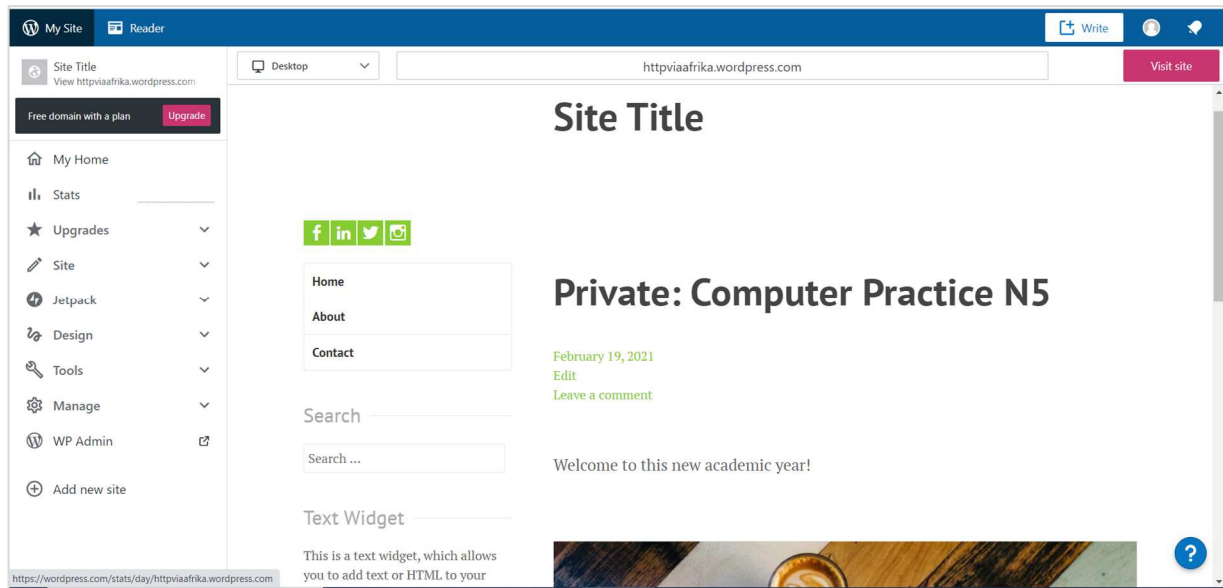 My Site
Reader
Write
Site Title
View httpviaafrika.wordpress.com
Desktop
httpviaafrika.wordpress.com
Visit site
Free domain with a plan
Upgrade
My Home
Stats
Upgrades
Site
Jetpack
Design
Tools
Manage
WP Admin
Add new site
Site Title
f in
Home
About
Contact
Search
Search ...
Text Widget
This is a text widget, which allows
you to add text or HTML to your
Private: Computer Practice N5
February 19, 2021
Edit
Leave a comment
Welcome to this new academic year!
?
https://wordpress.com/stats/day/httpviaafrika.wordpress.com